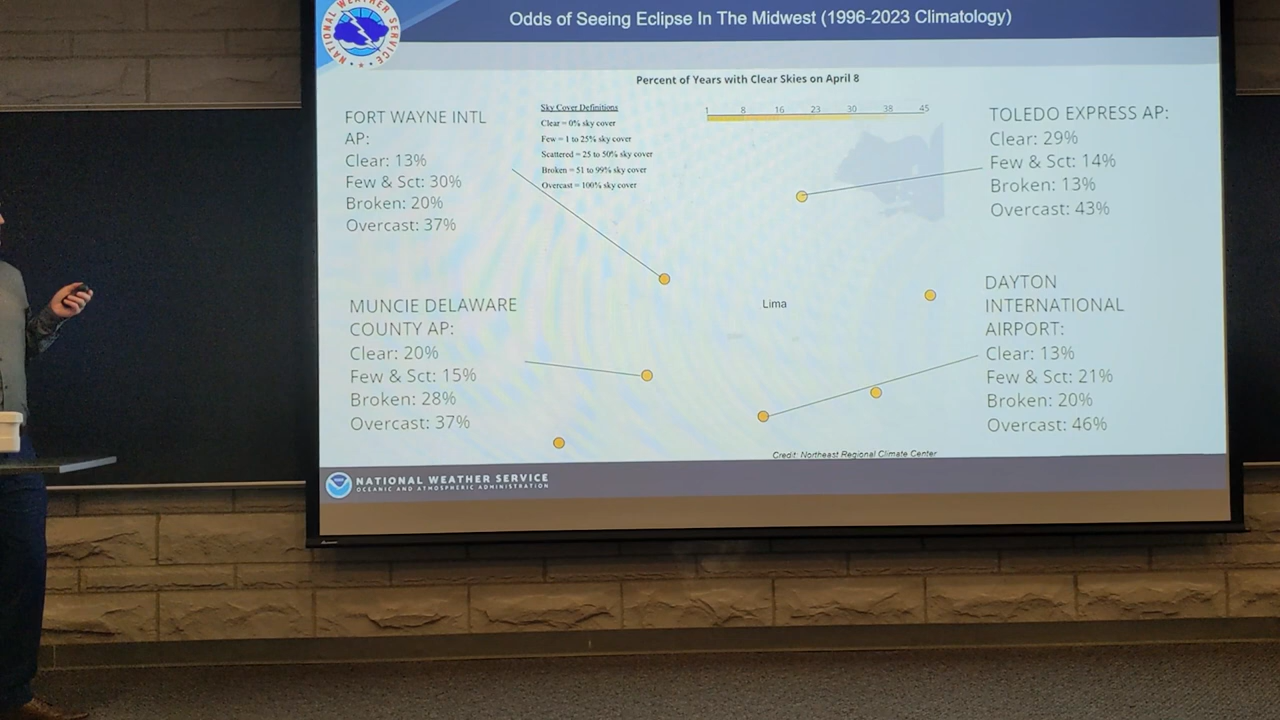 NATIONAL WEATHER SERVICE
Odds of Seeing Eclipse In The Midwest (1996-2023 Climatology)
Percent of Years with Clear Skies on April 8
FORT WAYNE INTL
AP:
Clear: 13%
Few & Sct: 30%
Broken: 20%
Overcast: 37%
Sky Cover Definitions
Clear = 0% sky cover
Few = 1 to 25% sky cover
Scattered = 25 to 50% sky cover
Broken = 51 to 99% sky cover
Overcast = 100% sky cover
1 8 16 23 30 38 45
TOLEDO EXPRESS AP:
Clear: 29%
Few & Sct: 14%
Broken: 13%
Overcast: 43%
MUNCIE DELAWARE
COUNTY AP:
Clear: 20%
Few & Sct: 15%
Broken: 28%
Overcast: 37%
Lima
DAYTON
INTERNATIONAL
AIRPORT:
Clear: 13%
Few & Sct: 21%
Broken: 20%
Overcast: 46%
Credit: Northeast Regional Climate Center
NATIONAL WEATHER SERVICE
OCEANIC AND ATMOSPHERIC ADMINISTRATION